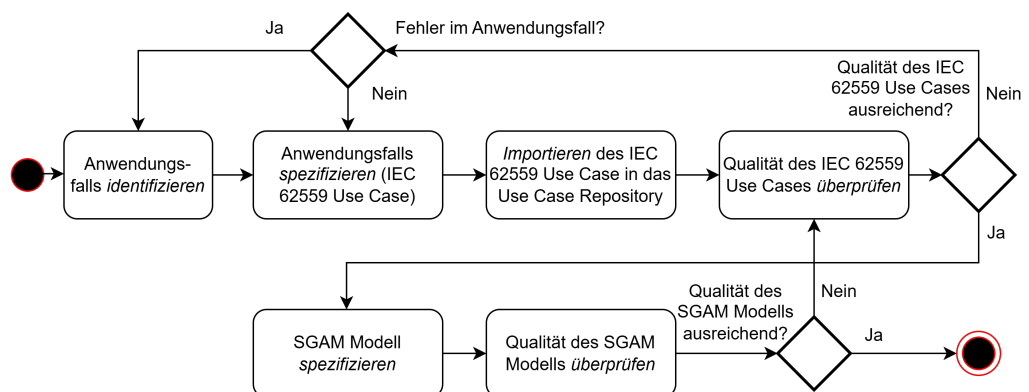 Ja
Fehler im Anwendungsfall?
Nein
Qualität des IEC
62559 Use Cases
ausreichend?
Nein
Anwendungs-
falls identifizieren
Anwendungsfalls
spezifizieren (IEC
62559 Use Case)
Importieren des IEC
62559 Use Case in das
Use Case Repository
Qualität des IEC 62559
Use Cases überprüfen
Ja
SGAM Modell
spezifizieren
Qualität des SGAM
Modells überprüfen
Qualität des
SGAM Modells
ausreichend?
Nein
Ja